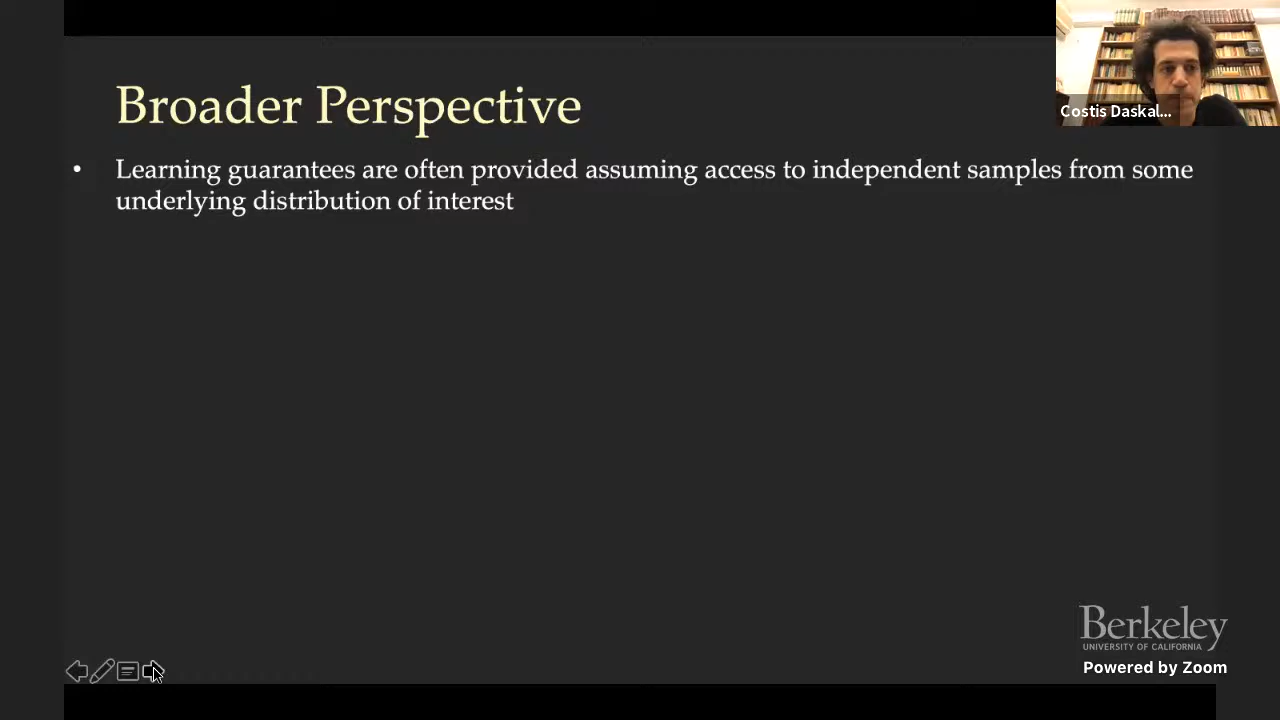 Costis Daskal...
Broader Perspective
• Learning guarantees are often provided assuming access to independent samples from some
underlying distribution of interest
Berkeley
UNIVERSITY OF CALIFORNIA
Powered by Zoom